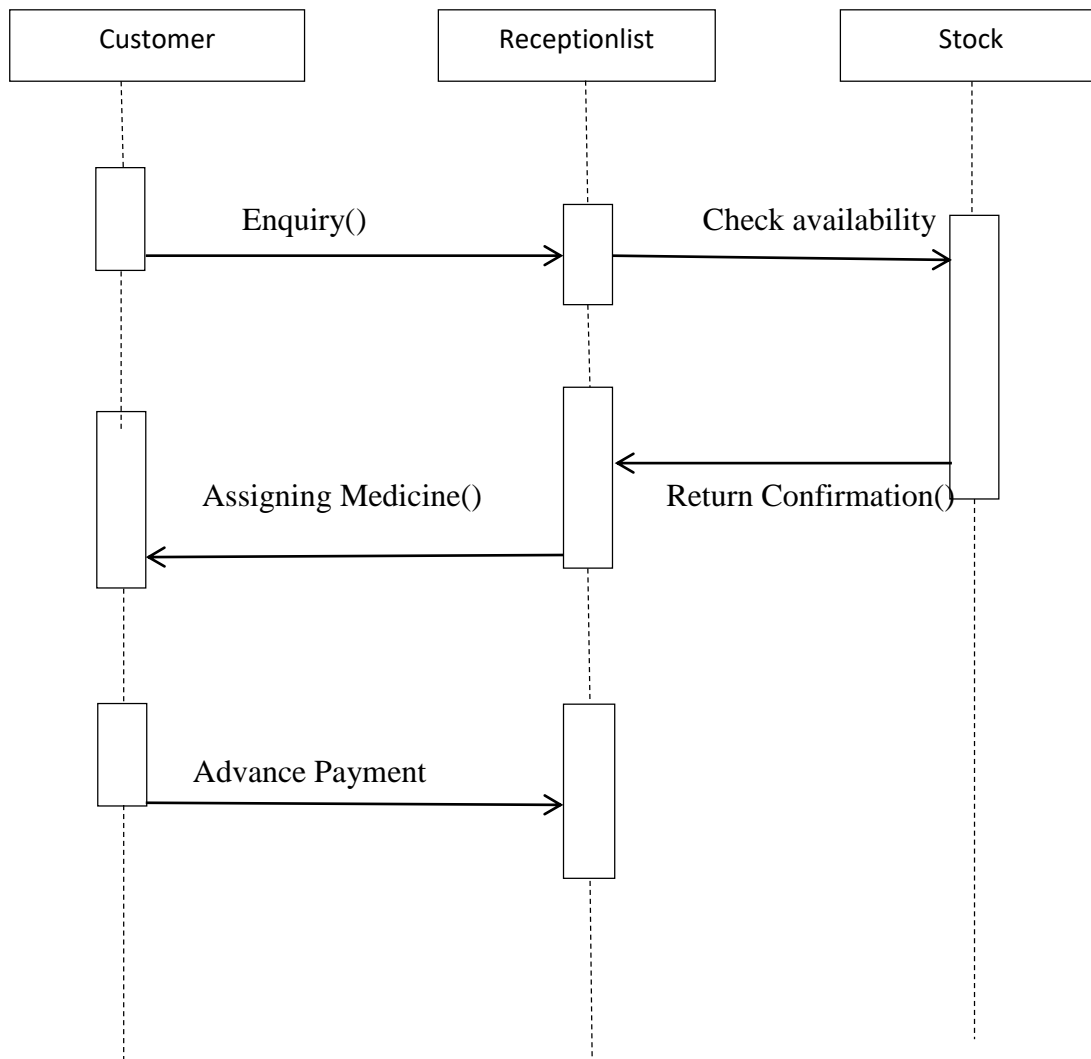 Customer
Receptionlist
Stock
Enquiry()
Check availability
Assigning Medicine()
Return Confirmation()
Advance Payment